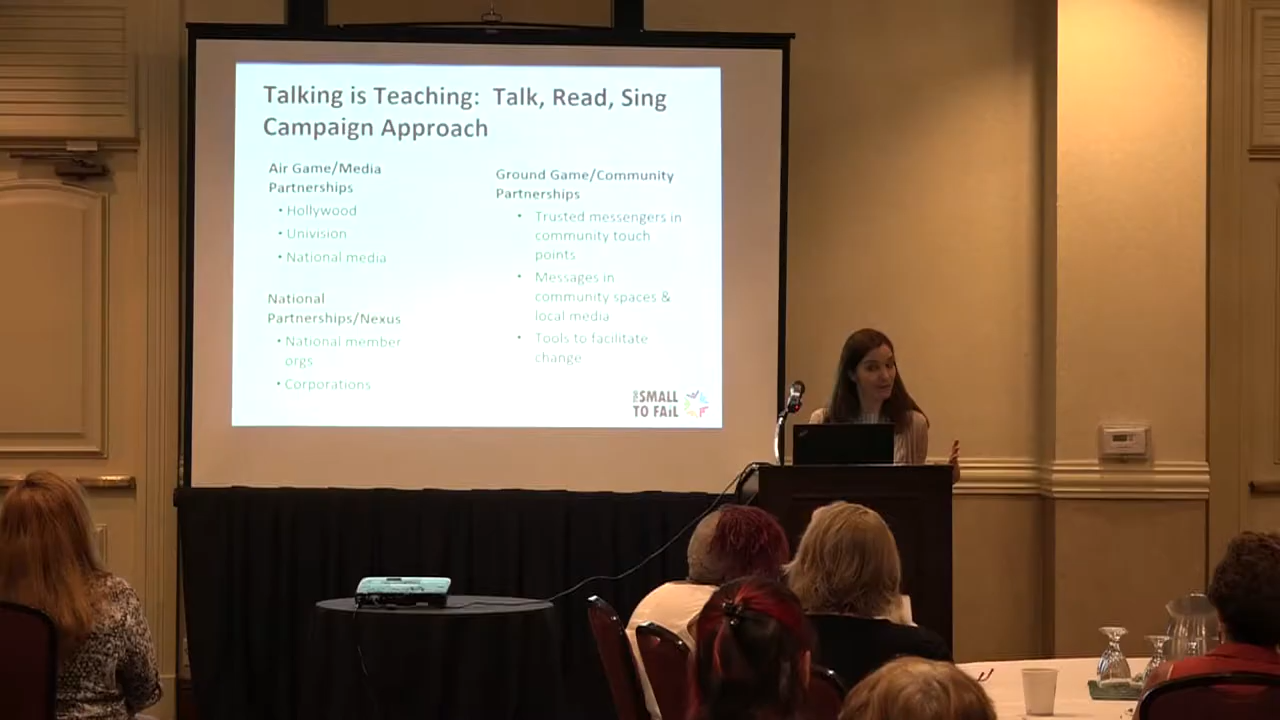 Talking is Teaching: Talk, Read, Sing
Campaign Approach
Air Game/Media
Partnerships
• Hollywood
• Univision
• National media
National
Partnerships/Nexus
• National member
orgs
• Corporations
Ground Game/Community
Partnerships
• Trusted messengers in
community touch
points
• Messages in
community spaces &
local media
• Tools to facilitate
change
TOO SMALL
TO FAIL